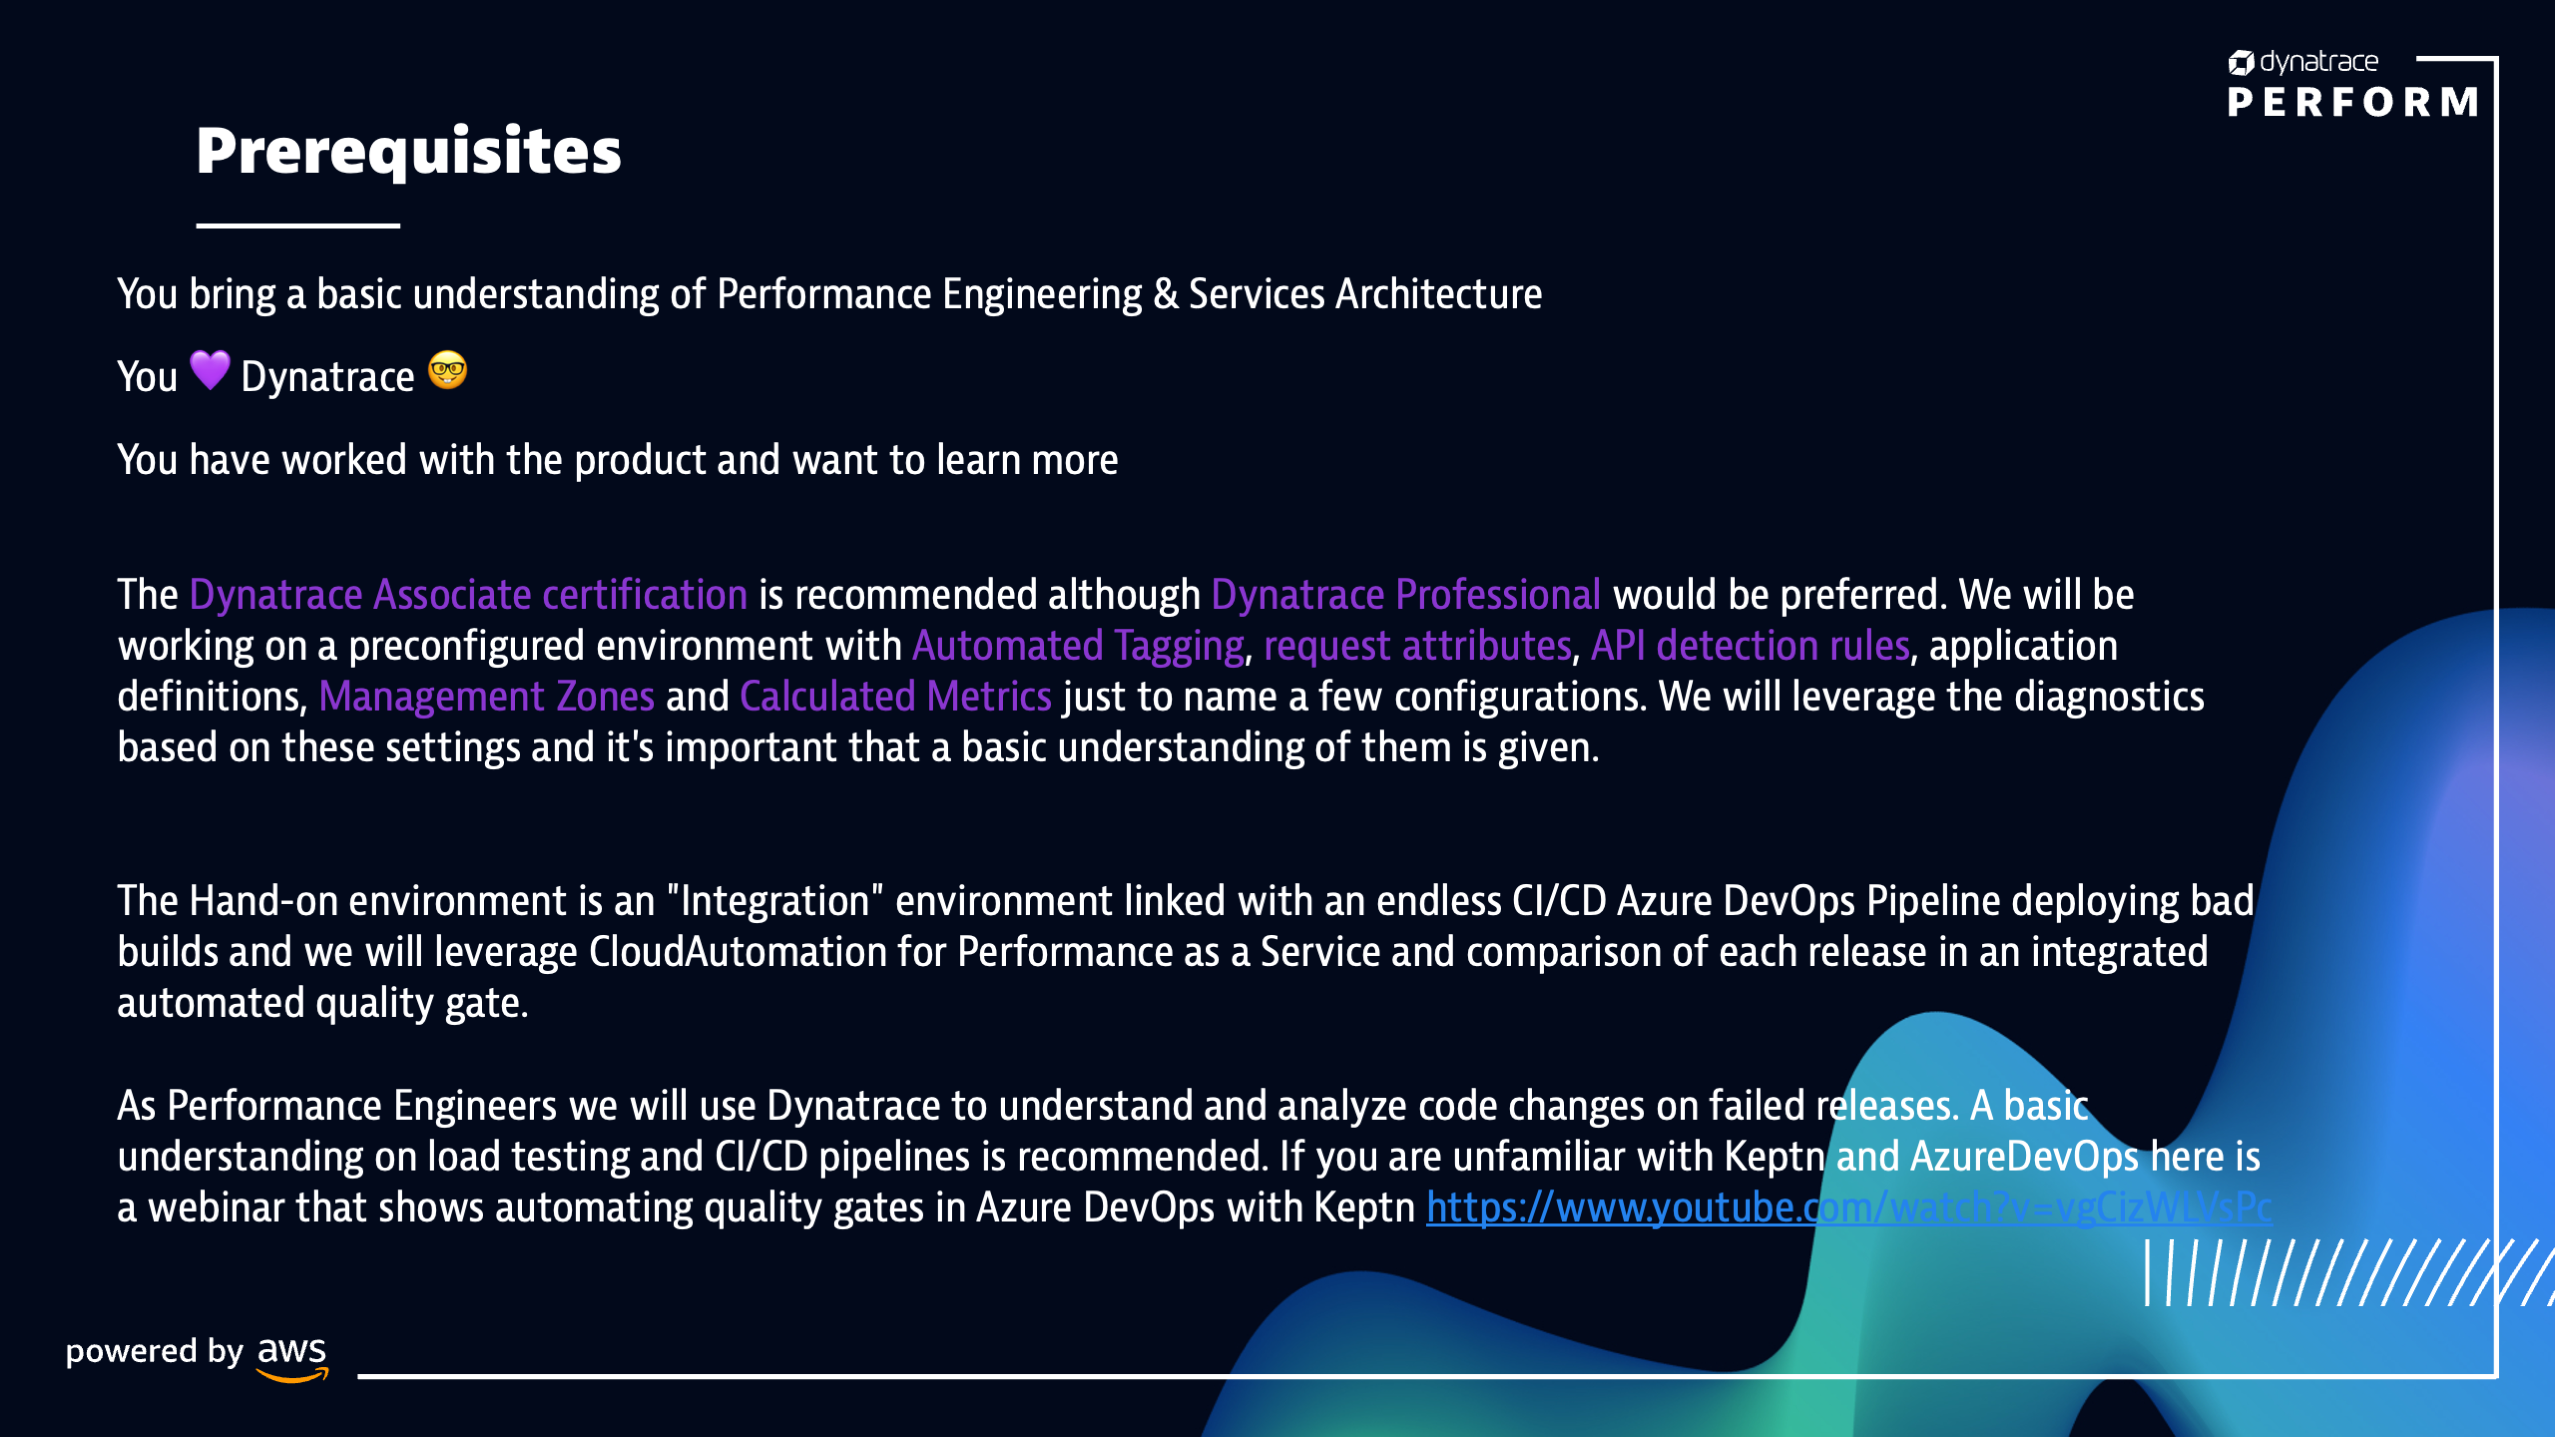 dynatrace
PERFORM
Prerequisites
You bring a basic understanding of Performance Engineering & Services Architecture
You 💜 Dynatrace 🤓
You have worked with the product and want to learn more
The Dynatrace Associate certification is recommended although Dynatrace Professional would be preferred. We will be
working on a preconfigured environment with Automated Tagging, request attributes, API detection rules, application
definitions, Management Zones and Calculated Metrics just to name a few configurations. We will leverage the diagnostics
based on these settings and it's important that a basic understanding of them is given.
The Hand-on environment is an "Integration" environment linked with an endless CI/CD Azure DevOps Pipeline deploying bad
builds and we will leverage CloudAutomation for Performance as a Service and comparison of each release in an integrated
automated quality gate.
As Performance Engineers we will use Dynatrace to understand and analyze code changes on failed releases. A basic
understanding on load testing and CI/CD pipelines is recommended. If you are unfamiliar with Keptn and AzureDevOps here is
a webinar that shows automating quality gates in Azure DevOps with Keptn https://www.youtube.com/watch?v=vgCizWLVsPc
powered by aws